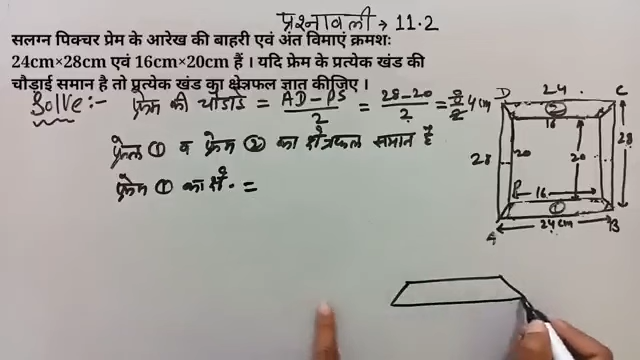 प्रश्नावली → 11.2
सलग्न पिक्चर प्रेम के आरेख की बाहरी एवं अंत विमाएं क्रमशः
24cm×28cm एवं 16cm×20cm हैं । यदि फ्रेम के प्रत्येक खंड की
चौड़ाई समान है तो प्रत्येक खंड का क्षेत्रफल ज्ञात कीजिए ।
Solve:- फ्रेम की चौड़ाई = AD-PS/2 = 28-20/2 = 8/2 4cm
फ्रेम ① व फ्रेम ② का क्षेत्रफल समान है
फ्रेम ① का क्षे॰ =
D 24 . C
②
16
28 20 20 28
P 16
①
A 24cm B